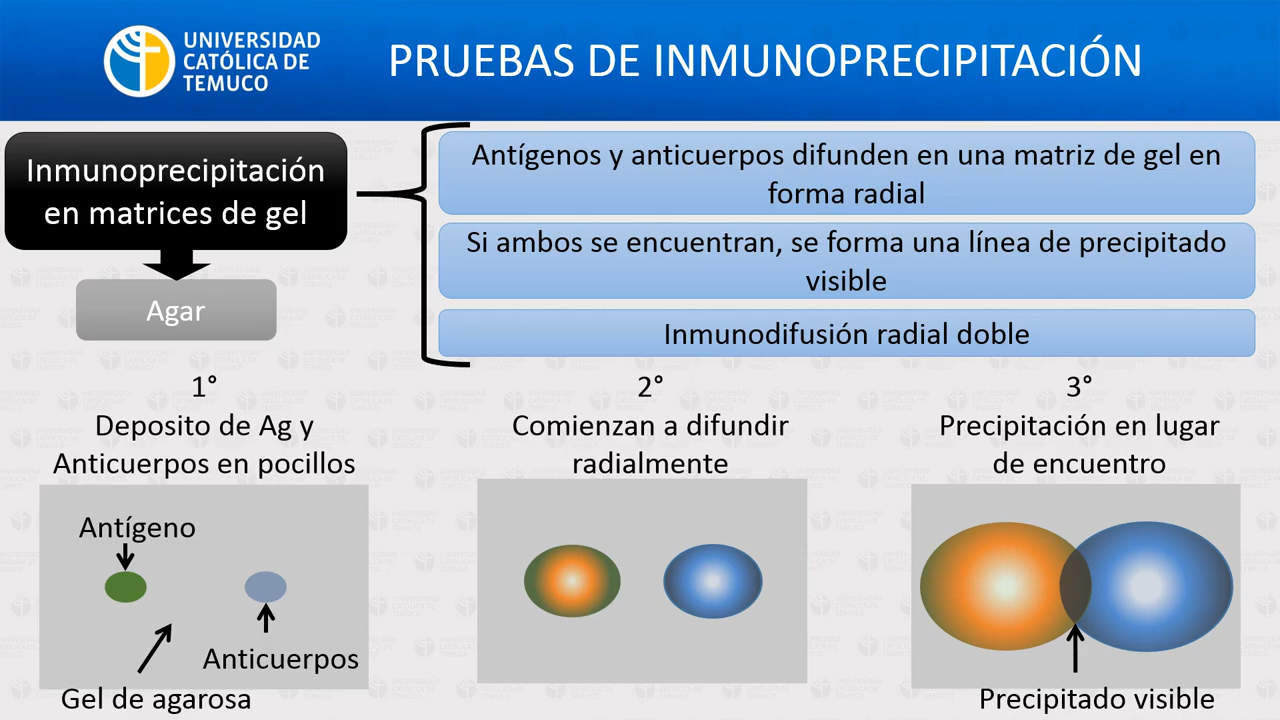 UNIVERSIDAD
CATÓLICA DE
TEMUCO
PRUEBAS DE INMUNOPRECIPITACIÓN
Inmunoprecipitación
en matrices de gel
Agar
Antígenos y anticuerpos difunden en una matriz de gel en
forma radial
Si ambos se encuentran, se forma una línea de precipitado
visible
Inmunodifusión radial doble
1°
Deposito de Ag y
Anticuerpos en pocillos
Antígeno
Anticuerpos
Gel de agarosa
2°
Comienzan a difundir
radialmente
3°
Precipitación en lugar
de encuentro
Precipitado visible